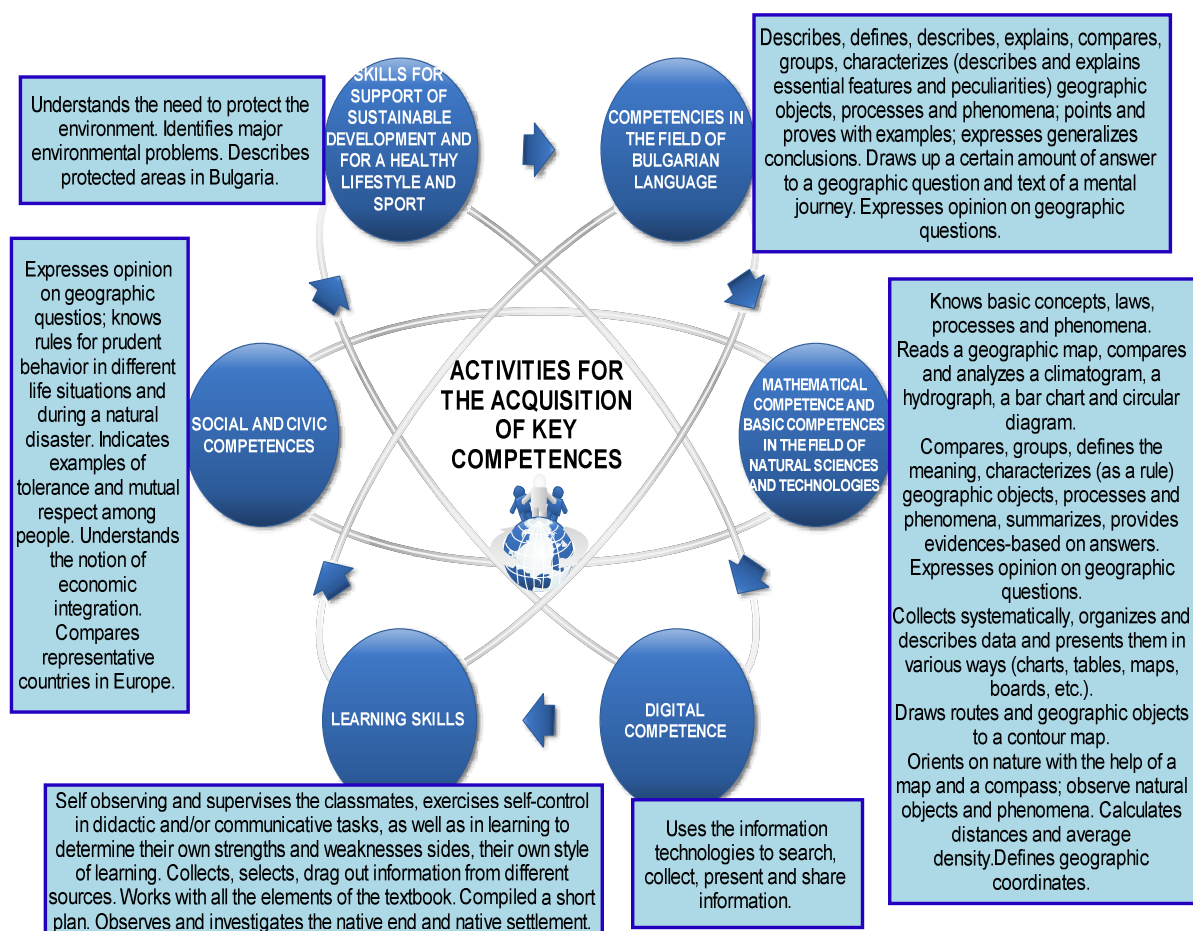 Understands the need to protect the
environment. Identifies major
environmental problems. Describes
protected areas in Bulgaria.
SKILLS FOR
SUPPORT OF
SUSTAINABLE
DEVELOPMENT AND
FOR A HEALTHY
LIFESTYLE AND
SPORT
COMPETENCIES IN
THE FIELD OF
BULGARIAN
LANGUAGE
Describes, defines, describes, explains, compares,
groups, characterizes (describes and explains
essential features and peculiarities) geographic
objects, processes and phenomena; points and
proves with examples; expresses generalizes
conclusions. Draws up a certain amount of answer
to a geographic question and text of a mental
journey. Expresses opinion on geographic
questions.
Expresses opinion
on geographic
questios; knows
rules for prudent
behavior in different
life situations and
during a natural
disaster. Indicates
examples of
tolerance and mutual
respect among
people. Understands
the notion of
economic
integration.
Compares
representative
countries in Europe.
SOCIAL AND CIVIC
COMPETENCES
ACTIVITIES FOR
THE ACQUISITION
OF KEY
COMPETENCES
MATHEMATICAL
COMPETENCE AND
BASIC COMPETENCES
IN THE FIELD OF
NATURAL SCIENCES
AND TECHNOLOGIES
Knows basic concepts, laws,
processes and phenomena.
Reads a geographic map, compares
and analyzes a climatogram, a
hydrograph, a bar chart and circular
diagram.
Compares, groups, defines the
meaning, characterizes (as a rule)
geographic objects, processes and
phenomena, summarizes, provides
evidences-based on answers.
Expresses opinion on geographic
questions.
Collects systematically, organizes and
describes data and presents them in
various ways (charts, tables, maps,
boards, etc.).
Draws routes and geographic objects
to a contour map.
Orients on nature with the help of a
map and a compass; observe natural
objects and phenomena. Calculates
distances and average
density.Defines geographic
coordinates.
LEARNING SKILLS
DIGITAL
COMPETENCE
Self observing and supervises the classmates, exercises self-control
in didactic and/or communicative tasks, as well as in learning to
determine their own strengths and weaknesses sides, their own style
of learning. Collects, selects, drag out information from different
sources. Works with all the elements of the textbook. Compiled a short
plan. Observes and investigates the native end and native settlement.
Uses the information
technologies to search,
collect, present and share
information.